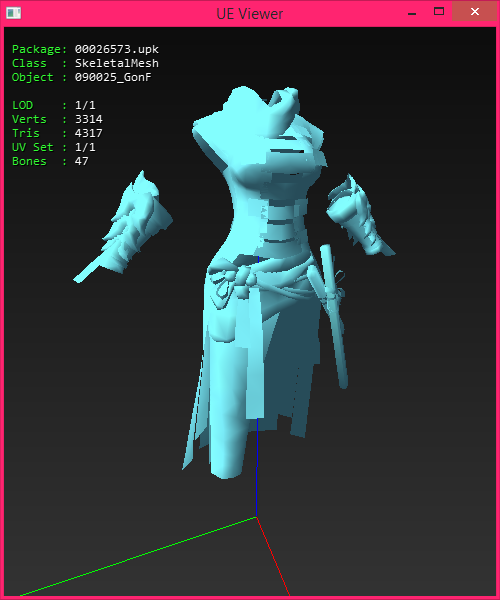 UE Viewer
Package: 00026573.upk
Class : SkeletalMesh
Object : 090025_GonF
LOD : 1/1
Verts : 3314
Tris : 4317
UV Set : 1/1
Bones : 47